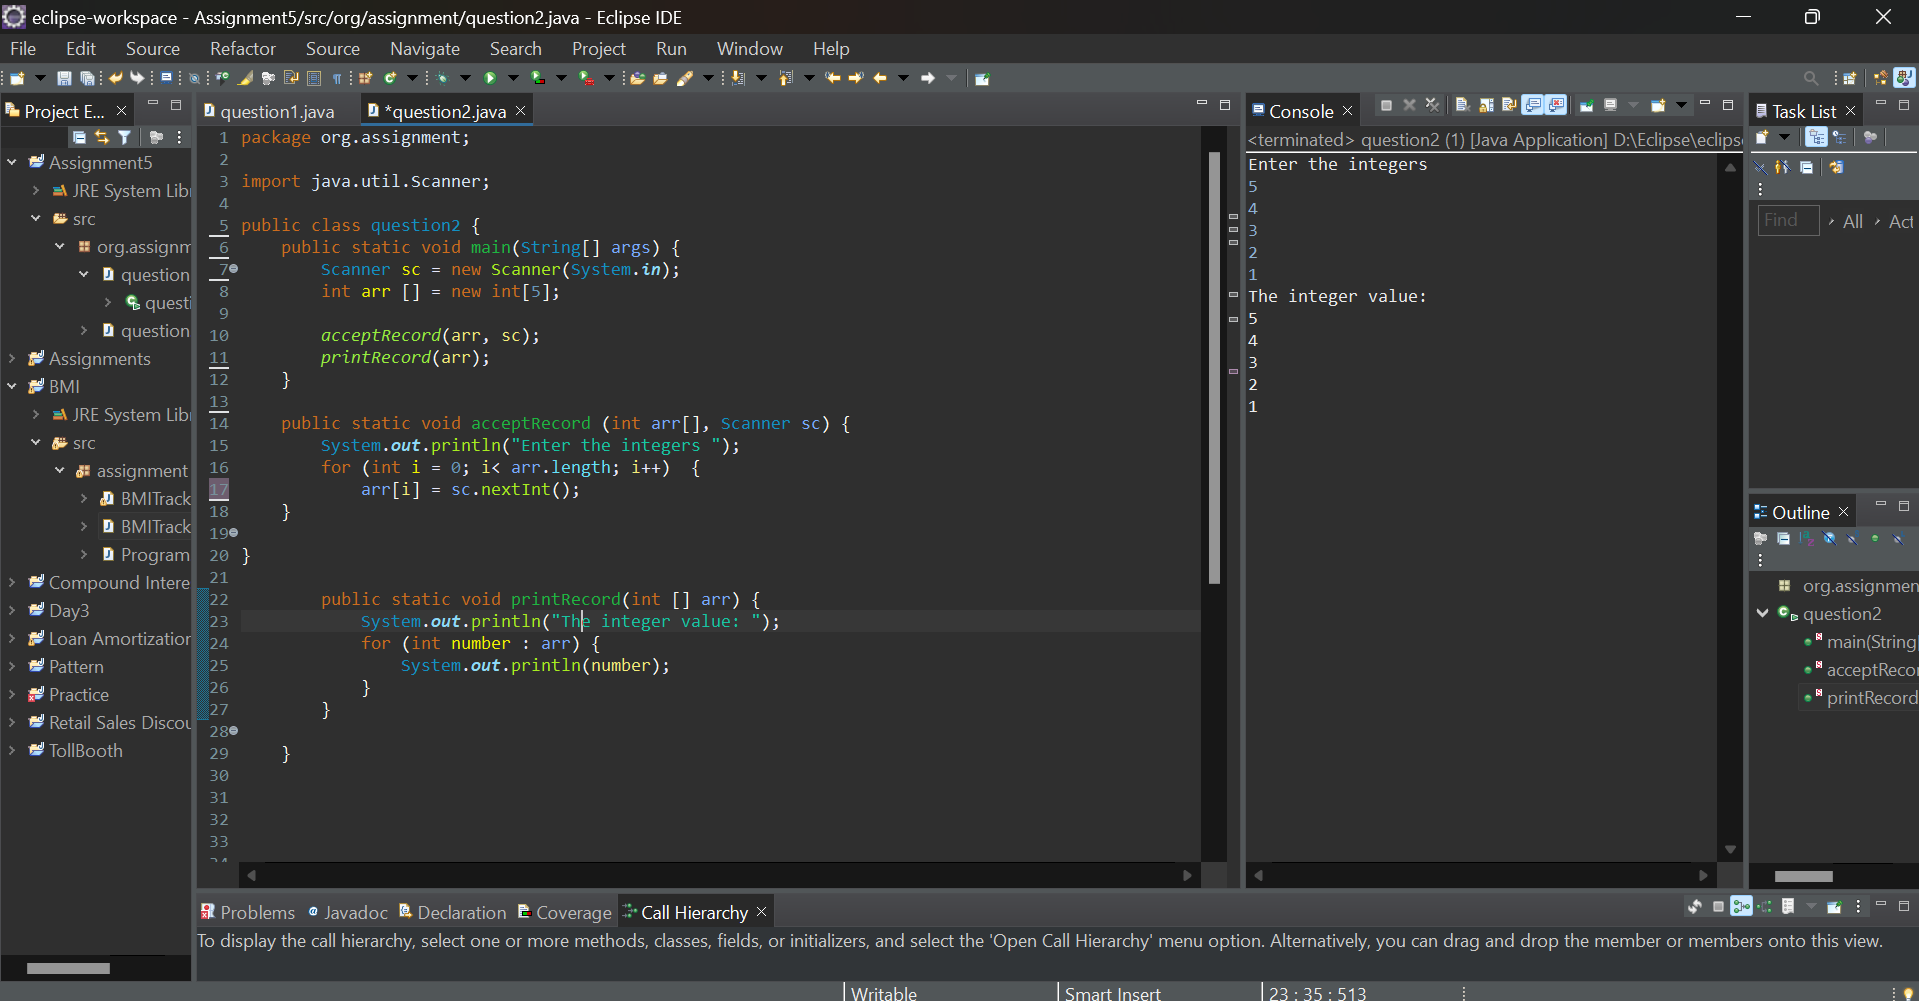 eclipse-workspace - Assignment5/src/org/assignment/question2.java - Eclipse IDE
File Edit Source Refactor Source Navigate Search Project Run Window Help
Project E...
Assignment5
JRE System Lib
src
org.assignm
question
questi
question
Assignments
BMI
JRE System Lib
src
assignment
BMITrack
BMITrack
Program
Compound Intere
Day3
Loan Amortization
Pattern
Practice
Retail Sales Discou
TollBooth
question1.java *question2.java
1 package org.assignment;
2
3 import java.util.Scanner;
4
5 public class question2 {
6 public static void main(String[] args) {
7 Scanner sc = new Scanner(System.in);
8 int arr [] = new int[5];
9
10 acceptRecord(arr, sc);
11 printRecord(arr);
12 }
13
14 public static void acceptRecord (int arr[], Scanner sc) {
15 System.out.println("Enter the integers ");
16 for (int i = 0; i< arr.length; i++) {
17 arr[i] = sc.nextInt();
18 }
19
20 }
21
22 public static void printRecord(int [] arr) {
23 System.out.println("The integer value: ");
24 for (int number : arr) {
25 System.out.println(number);
26 }
27 }
28
29 }
30
31
32
33
Console
<terminated> question2 (1) [Java Application] D:\Eclipse\eclips
Enter the integers
5
4
3
2
1
The integer value:
5
4
3
2
1
Task List
Find All Act
Outline
org.assignmen
question2
main(String
acceptRecor
printRecord
Problems Javadoc Declaration Coverage Call Hierarchy
To display the call hierarchy, select one or more methods, classes, fields, or initializers, and select the 'Open Call Hierarchy' menu option. Alternatively, you can drag and drop the member or members onto this view.
Writable Smart Insert 23 : 35 : 513